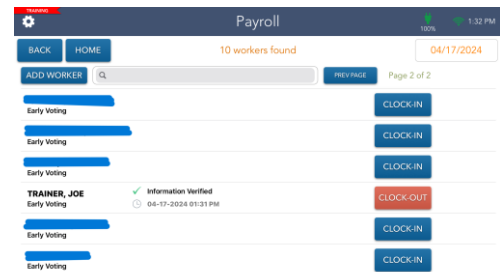 TRAINING
Payroll
100%
1:32 PM
BACK
HOME
10 workers found
04/17/2024
ADD WORKER
PREV PAGE
Page 2 of 2
CLOCK-IN
Early Voting
CLOCK-IN
Early Voting
CLOCK-IN
Early Voting
TRAINER, JOE
Information Verified
CLOCK-OUT
Early Voting
04-17-2024 01:31 PM
CLOCK-IN
Early Voting
CLOCK-IN
Early Voting